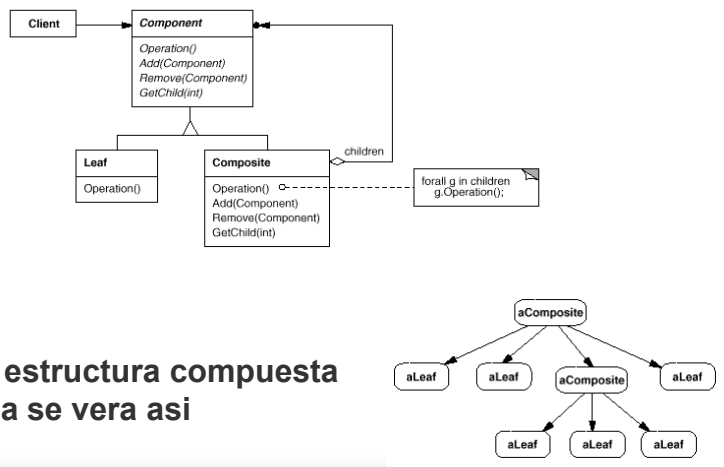 Client
Component
Operation()
Add(Component)
Remove(Component)
GetChild(int)
children
Leaf
Operation()
Composite
Operation()
Add(Component)
Remove(Component)
GetChild(int)
forall g in children
g.Operation();
estructura compuesta
a se vera asi
aComposite
aLeaf
aLeaf
aComposite
aLeaf
aLeaf
aLeaf
aLeaf